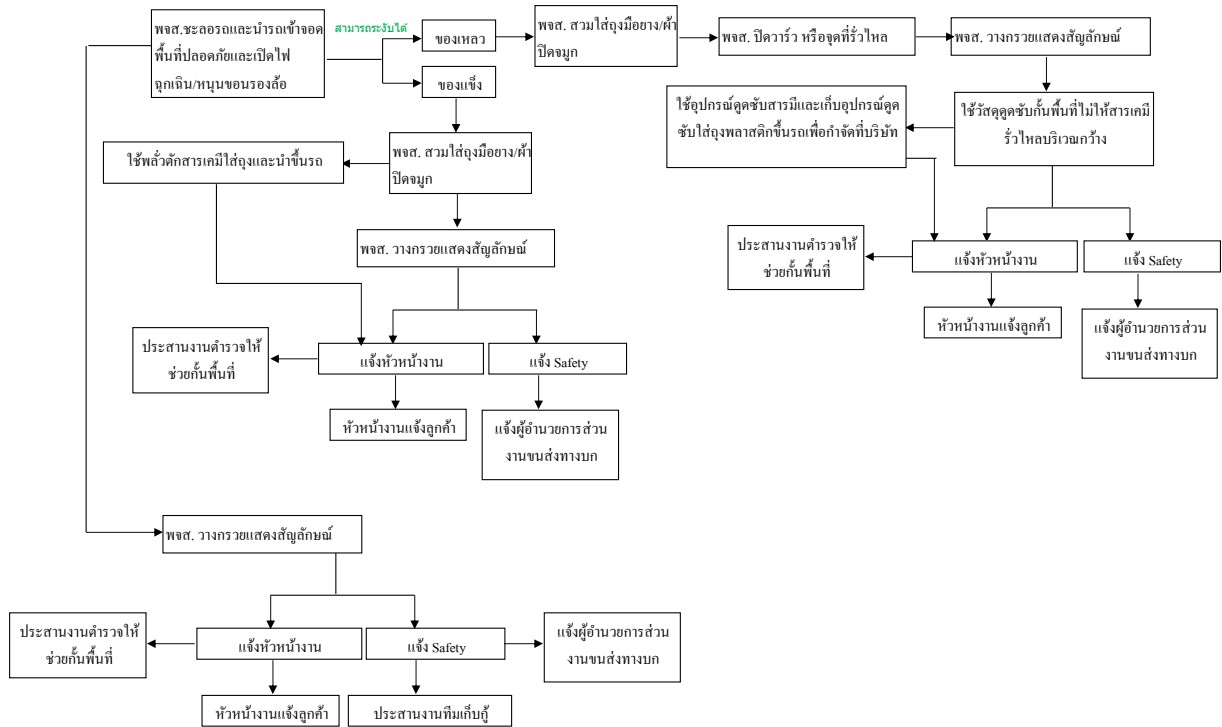 พจส.ชะลอรถและนำรถเข้าจอด
พื้นที่ปลอดภัยและเปิดไฟ
ฉุกเฉิน/หนุนขอนรองล้อ
สามารถระงับได้
ของเหลว
พจส. สวมใส่ถุงมือยาง/ผ้า
ปิดจมูก
พจส. ปิดวาร์ว หรือจุดที่รั่วไหล
พจส. วางกรวยแสดงสัญลักษณ์
ของแข็ง
ใช้อุปกรณ์ดูดซับสารมีและเก็บอุปกรณ์ดูด
ซับใส่ถุงพลาสติกขึ้นรถเพื่อกำจัดที่บริษัท
ใช้วัสดุดูดซับกั้นพื้นที่ไม่ให้สารเคมี
รั่วไหลบริเวณกว้าง
ใช้พลั่วตักสารเคมีใส่ถุงและนำขึ้นรถ
พจส. สวมใส่ถุงมือยาง/ผ้า
ปิดจมูก
พจส. วางกรวยแสดงสัญลักษณ์
ประสานงานตำรวจให้
ช่วยกั้นพื้นที่
แจ้งหัวหน้างาน
แจ้ง Safety
หัวหน้างานแจ้งลูกค้า
แจ้งผู้อำนวยการส่วน
งานขนส่งทางบก
ประสานงานตำรวจให้
ช่วยกั้นพื้นที่
แจ้งหัวหน้างาน
แจ้ง Safety
หัวหน้างานแจ้งลูกค้า
แจ้งผู้อำนวยการส่วน
งานขนส่งทางบก
พจส. วางกรวยแสดงสัญลักษณ์
ประสานงานตำรวจให้
ช่วยกั้นพื้นที่
แจ้งหัวหน้างาน
แจ้ง Safety
แจ้งผู้อำนวยการส่วน
งานขนส่งทางบก
หัวหน้างานแจ้งลูกค้า
ประสานงานทีมเก็บกู้